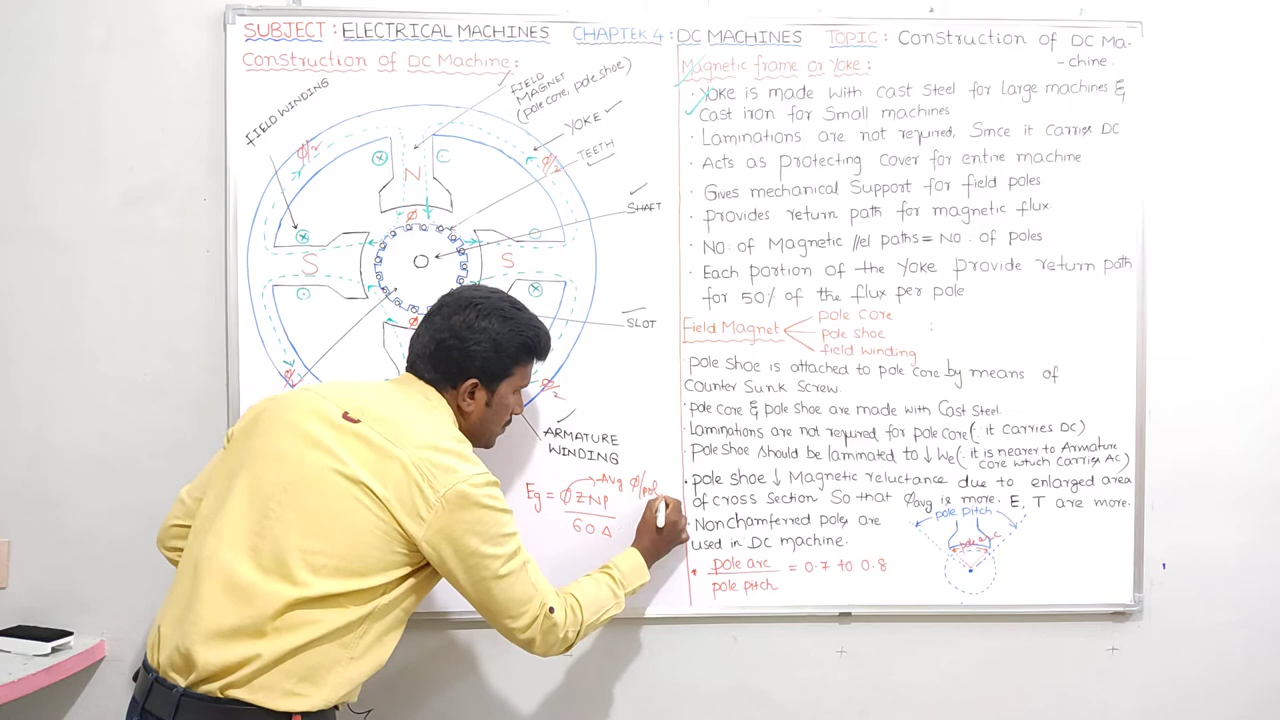 SUBJECT : ELECTRICAL MACHINES CHAPTER 4 : DC MACHINES TOPIC : Construction of DC Ma-
- chine.
Construction of DC Machine :
FIELD WINDING
FIELD
MAGNET
(pole core, pole shoe)
YOKE
TEETH
SHAFT
SLOT
ARMATURE
WINDING
ϕ/2
ϕ/2
N
ϕ
S
S
ϕ
ϕ/2
Eg = ϕZNP
60A
Avg ϕ/pol
Magnetic frame or Yoke :
· Yoke is made with Cast Steel for large machines &
Cast iron for Small machines
· Laminations are not required, Since it carries DC
· Acts as protecting cover for entire machine
· Gives mechanical Support for field poles
· provides return path for magnetic flux.
· No: of Magnetic //el paths = No. of poles
· Each portion of the Yoke provide return path
for 50% of the flux per pole
Field Magnet
pole core
pole shoe
field winding
· pole shoe is attached to pole core by means of
Counter Sunk Screw.
· pole core & pole shoe are made with Cast Steel.
· Laminations are not required for pole core (∵ it carries DC)
· pole shoe should be laminated to ↓ We (∵ it is nearer to Armature
core which carries AC)
· pole shoe ↓ Magnetic reluctance due to enlarged area
of cross section So that ϕavg is more. E, T are more.
· Nonchamferred poles are
used in DC machine.
· pole arc / pole pitch = 0.7 to 0.8
pole pitch
pole arc